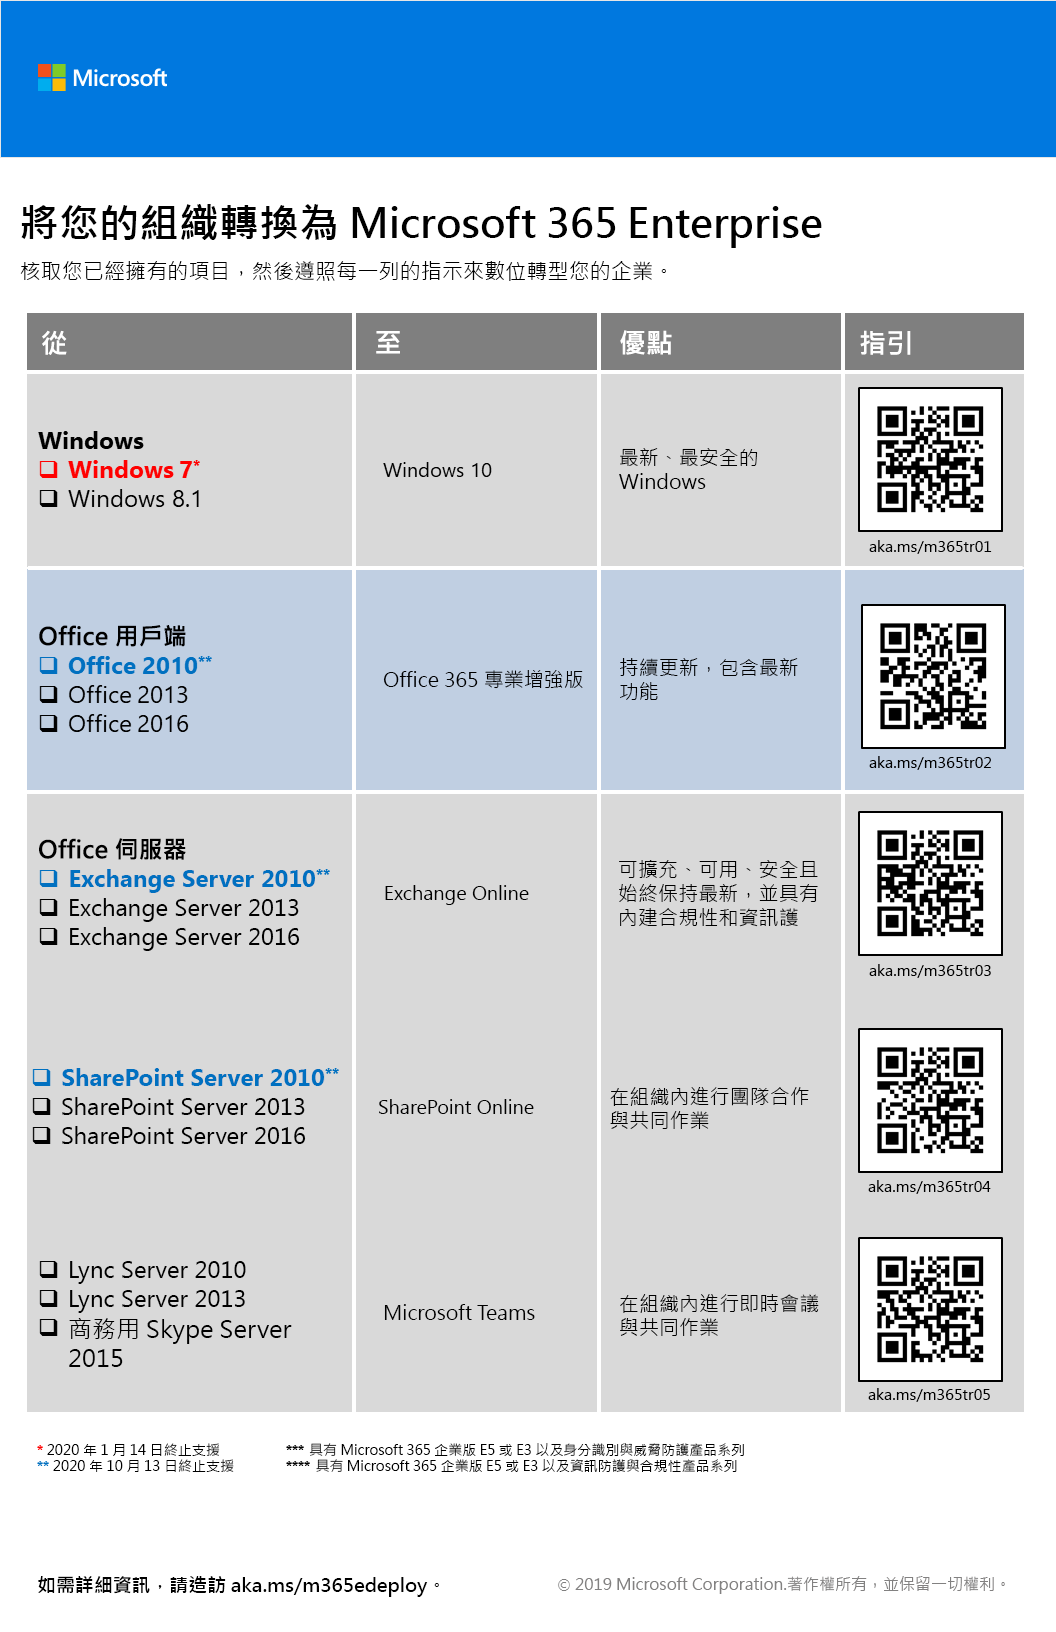 Microsoft
將您的組織轉換為 Microsoft 365 Enterprise
核取您已經擁有的項目，然後遵照每一列的指示來數位轉型您的企業。
從
至
優點
指引
Windows
Windows 7*
Windows 8.1
Windows 10
最新、最安全的
Windows
aka.ms/m365tr01
Office 用戶端
Office 2010**
Office 2013
Office 2016
Office 365 專業增強版
持續更新，包含最新
功能
aka.ms/m365tr02
Office 伺服器
Exchange Server 2010**
Exchange Server 2013
Exchange Server 2016
Exchange Online
可擴充、可用、安全且
始終保持最新，並具有
內建合規性和資訊護
aka.ms/m365tr03
SharePoint Server 2010**
SharePoint Server 2013
SharePoint Server 2016
SharePoint Online
在組織內進行團隊合作
與共同作業
aka.ms/m365tr04
Lync Server 2010
Lync Server 2013
商務用 Skype Server
2015
Microsoft Teams
在組織內進行即時會議
與共同作業
aka.ms/m365tr05
* 2020 年 1 月 14 日終止支援
** 2020 年 10 月 13 日終止支援
*** 具有 Microsoft 365 企業版 E5 或 E3 以及身分識別與威脅防護產品系列
**** 具有 Microsoft 365 企業版 E5 或 E3 以及資訊防護與合規性產品系列
如需詳細資訊，請造訪 aka.ms/m365edeploy。
© 2019 Microsoft Corporation.著作權所有，並保留一切權利。